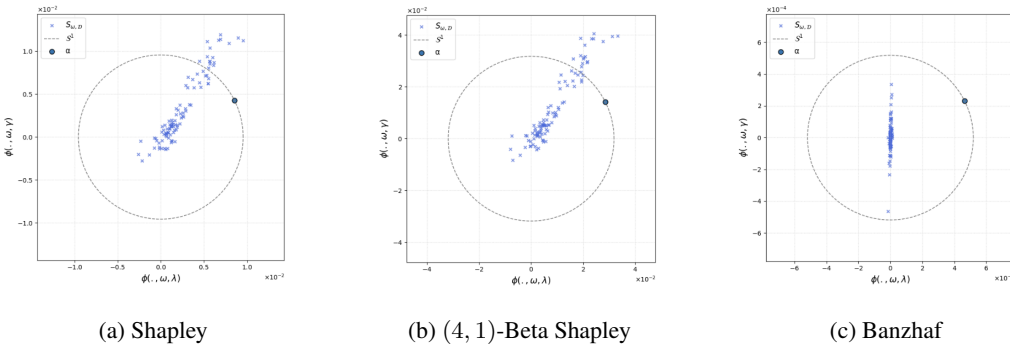 ×10⁻²
×10⁻²
×10⁻⁴
S_{ω,D}
S¹
α
S_{ω,D}
S¹
α
S_{ω,D}
S¹
α
1.0
0.5
0.0
−0.5
−1.0
4
2
0
−2
−4
6
4
2
0
−2
−4
−6
ϕ(., ω, γ)
ϕ(., ω, γ)
ϕ(., ω, γ)
−1.0 −0.5 0.0 0.5 1.0
−4 −2 0 2 4
−6 −4 −2 0 2 4 6
ϕ(., ω, λ)
×10⁻²
ϕ(., ω, λ)
×10⁻²
ϕ(., ω, λ)
(a) Shapley
(b) (4, 1)-Beta Shapley
(c) Banzhaf